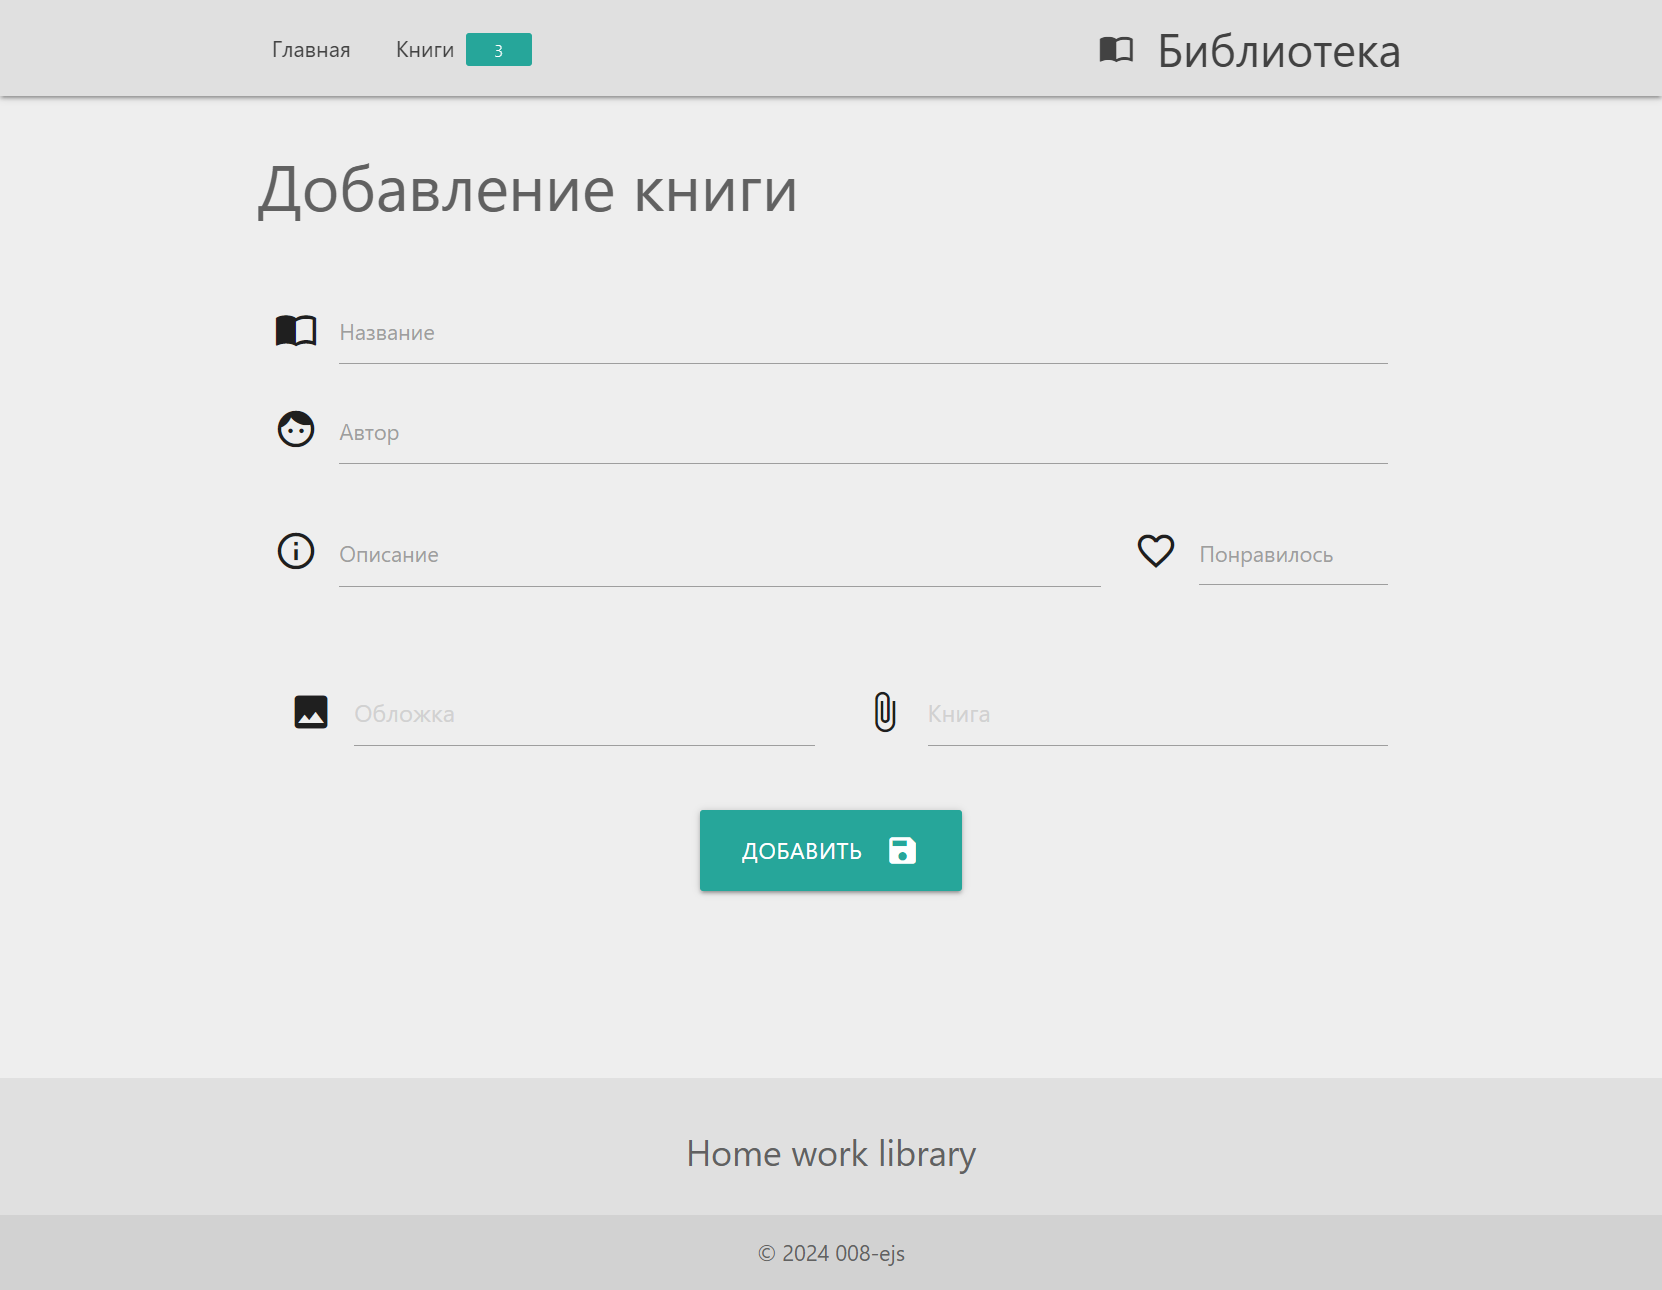 Главная Книги 3 Библиотека
Добавление книги
Название
Автор
Описание Понравилось
Обложка Книга
ДОБАВИТЬ
Home work library
© 2024 008-ejs